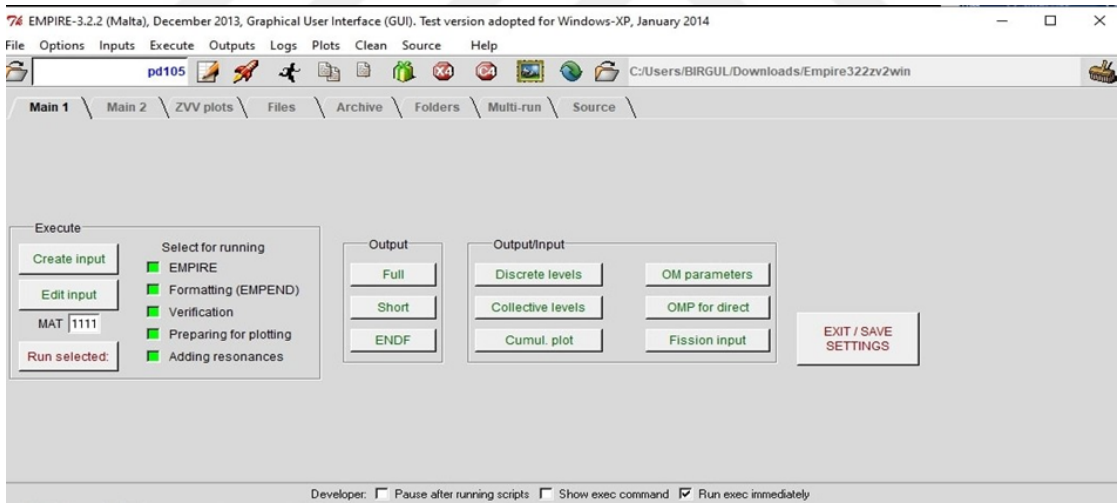 EMPIRE-3.2.2 (Malta), December 2013, Graphical User Interface (GUI). Test version adopted for Windows-XP, January 2014
File Options Inputs Execute Outputs Logs Plots Clean Source Help
pd105 X4 C4 C:/Users/BIRGUL/Downloads/Empire322zv2win
Main 1 Main 2 ZVV plots Files Archive Folders Multi-run Source
Execute
Create input
Edit input
MAT 1111
Run selected:
Select for running
EMPIRE
Formatting (EMPEND)
Verification
Preparing for plotting
Adding resonances
Output
Full
Short
ENDF
Output/Input
Discrete levels OM parameters
Collective levels OMP for direct
Cumul. plot Fission input
EXIT / SAVE
SETTINGS
Developer: Pause after running scripts Show exec command Run exec immediately